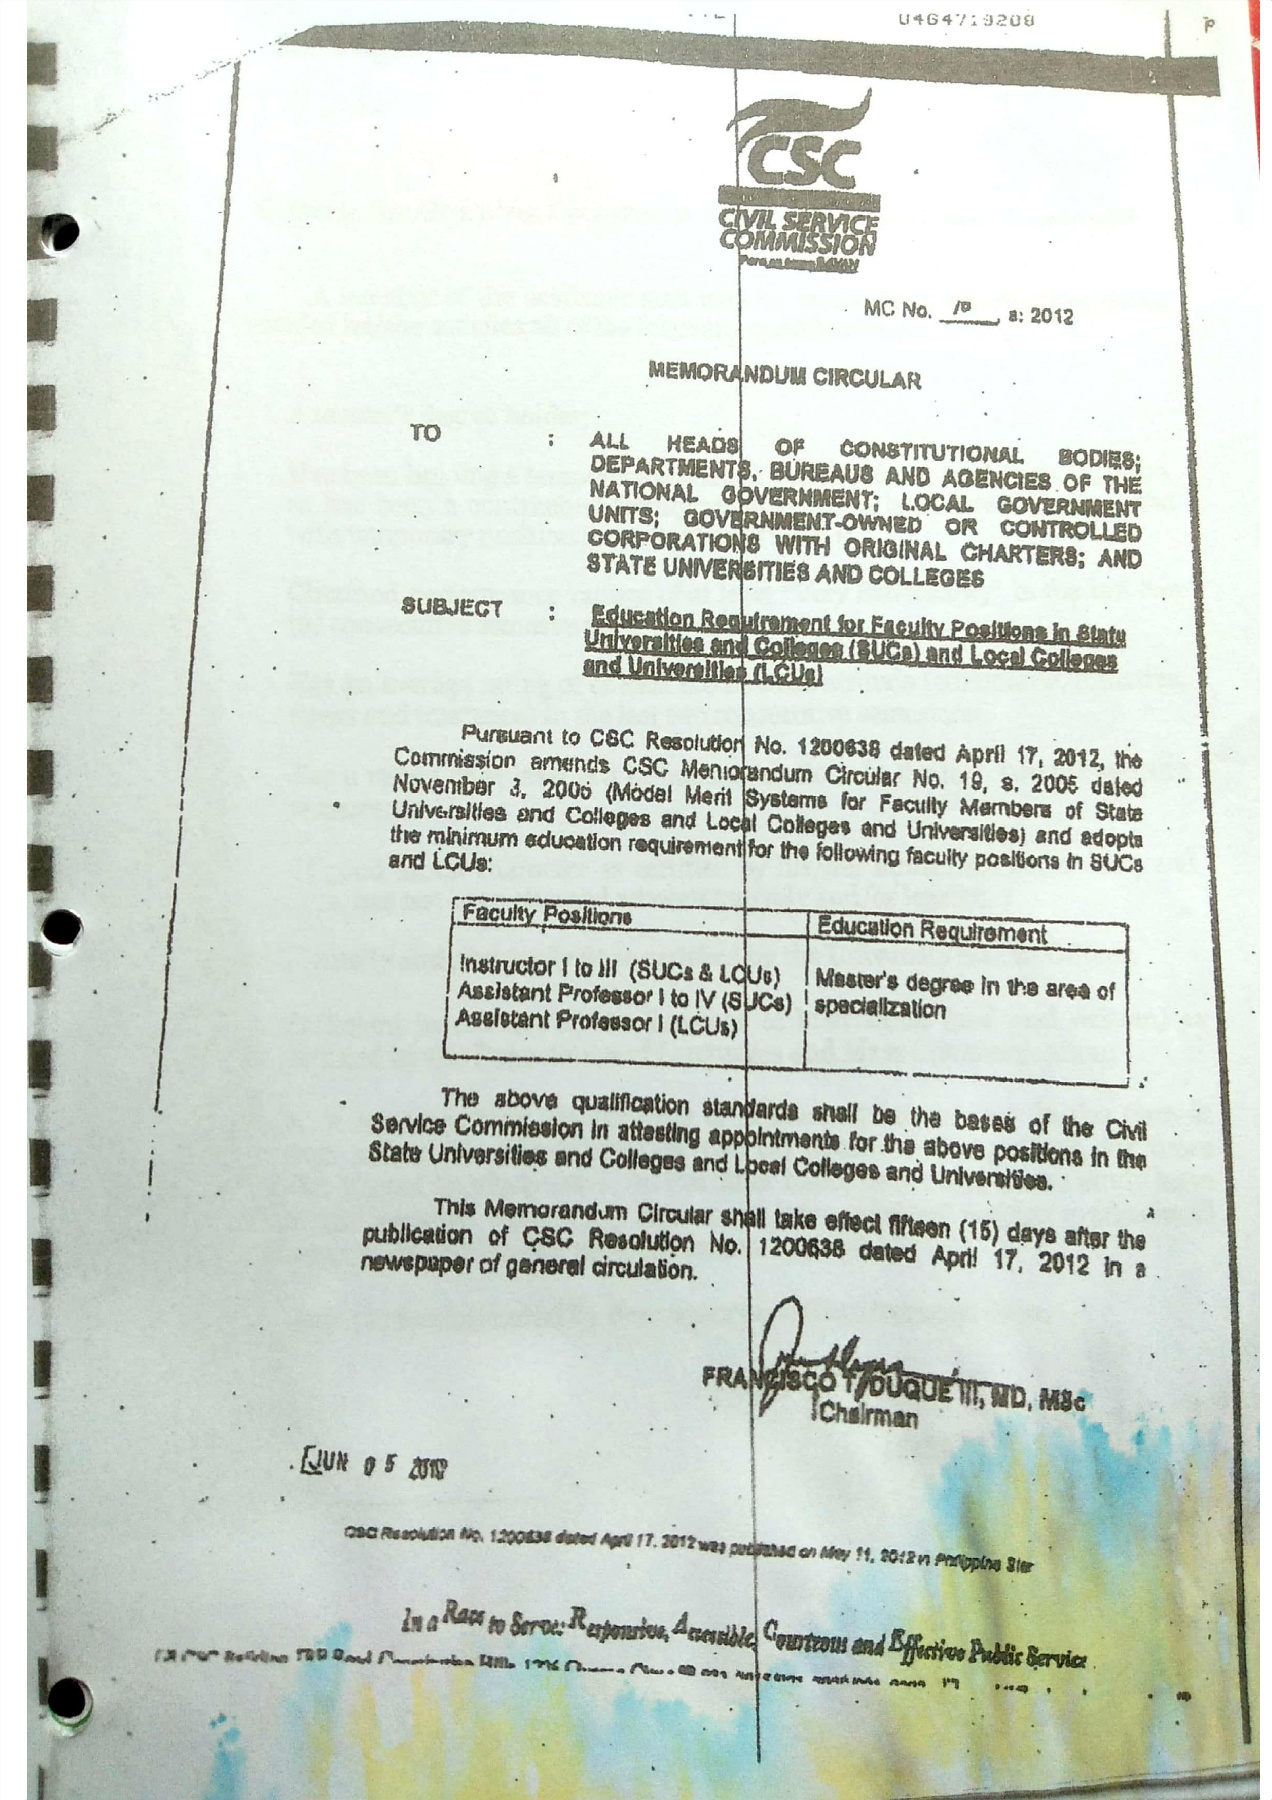 0464719208
CSC
CIVIL SERVICE
COMMISSION
MC No. 10, s. 2012
MEMORANDUM CIRCULAR
TO : ALL HEADS OF CONSTITUTIONAL BODIES;
DEPARTMENTS, BUREAUS AND AGENCIES OF THE
NATIONAL GOVERNMENT; LOCAL GOVERNMENT
UNITS; GOVERNMENT-OWNED OR CONTROLLED
CORPORATIONS WITH ORIGINAL CHARTERS; AND
STATE UNIVERSITIES AND COLLEGES
SUBJECT : Education Requirement for Faculty Positions in State
Universities and Colleges (SUCs) and Local Colleges
and Universities (LCUs)
Pursuant to CSC Resolution No. 1200638 dated April 17, 2012, the
Commission amends CSC Memorandum Circular No. 19, s. 2005 dated
November 3, 2005 (Model Merit Systems for Faculty Members of State
Universities and Colleges and Local Colleges and Universities) and adopts
the minimum education requirement for the following faculty positions in SUCs
and LCUs:
Faculty Positions Education Requirement
Instructor I to III (SUCs & LCUs) Master's degree in the area of
Assistant Professor I to IV (SUCs) specialization
Assistant Professor I (LCUs)
The above qualification standards shall be the bases of the Civil
Service Commission in attesting appointments for the above positions in the
State Universities and Colleges and Local Colleges and Universities.
This Memorandum Circular shall take effect fifteen (15) days after the
publication of CSC Resolution No. 1200638 dated April 17, 2012 in a
newspaper of general circulation.
FRANCISCO T. DUQUE III, MD, MSc
Chairman
JUN 05 2012
CSC Resolution No. 1200638 dated April 17, 2012 was published on May 11, 2012 in Philippine Star
In a Race to Serve: Responsive, Accessible, Courteous and Effective Public Service